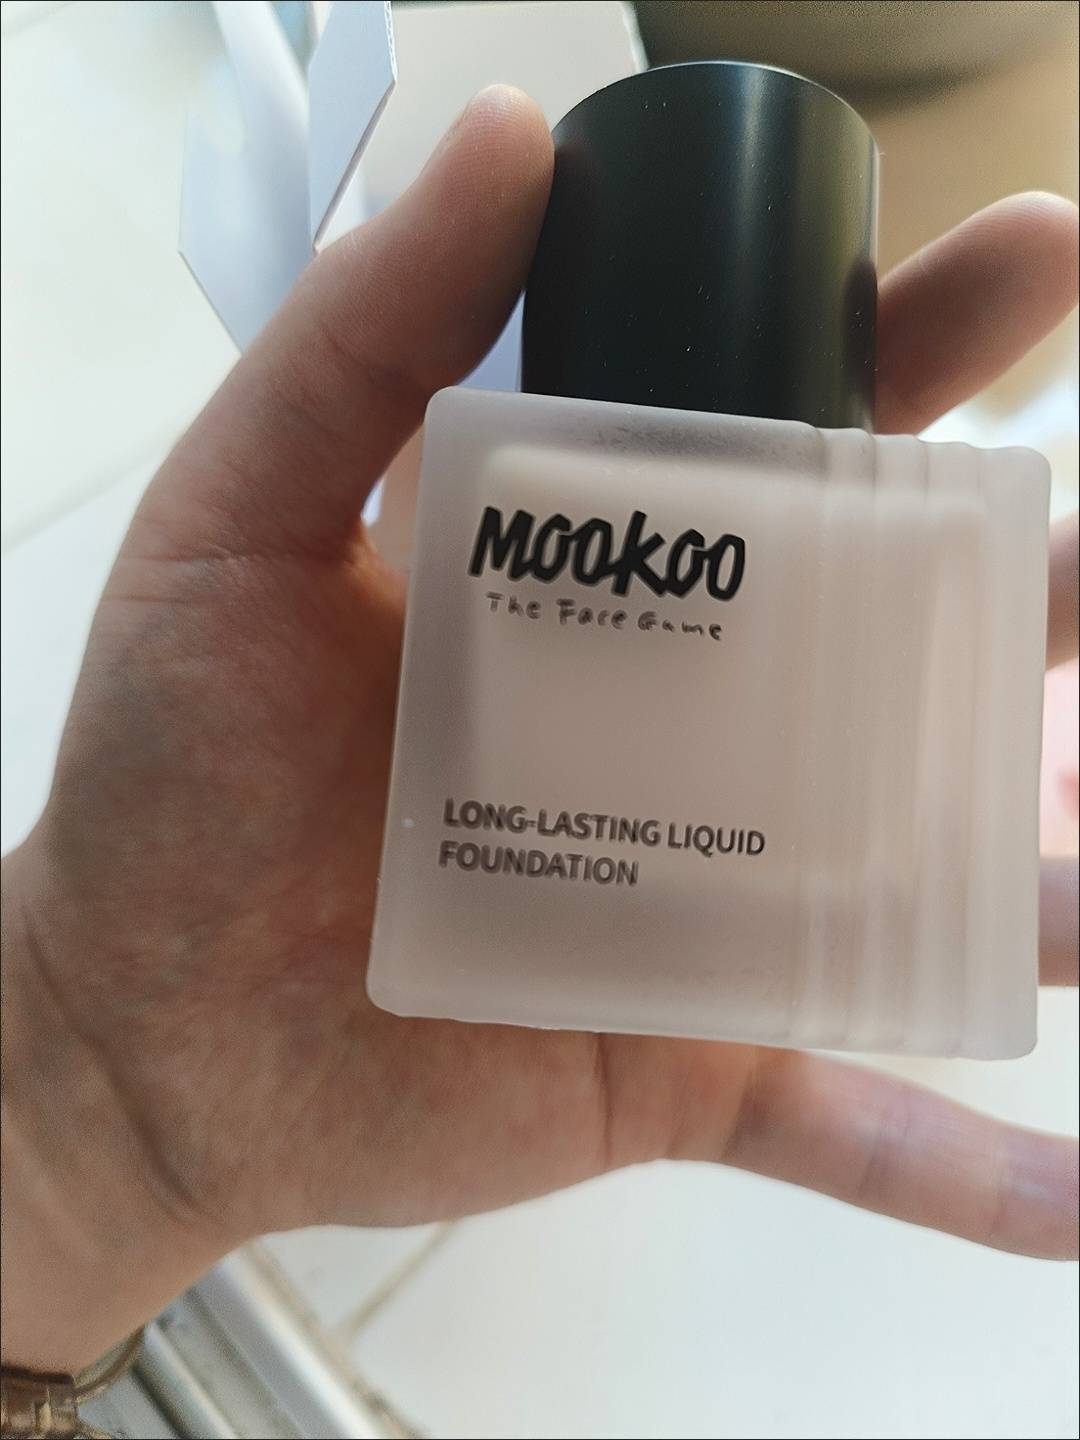 MOOKOO
The Face Game
LONG-LASTING LIQUID
FOUNDATION